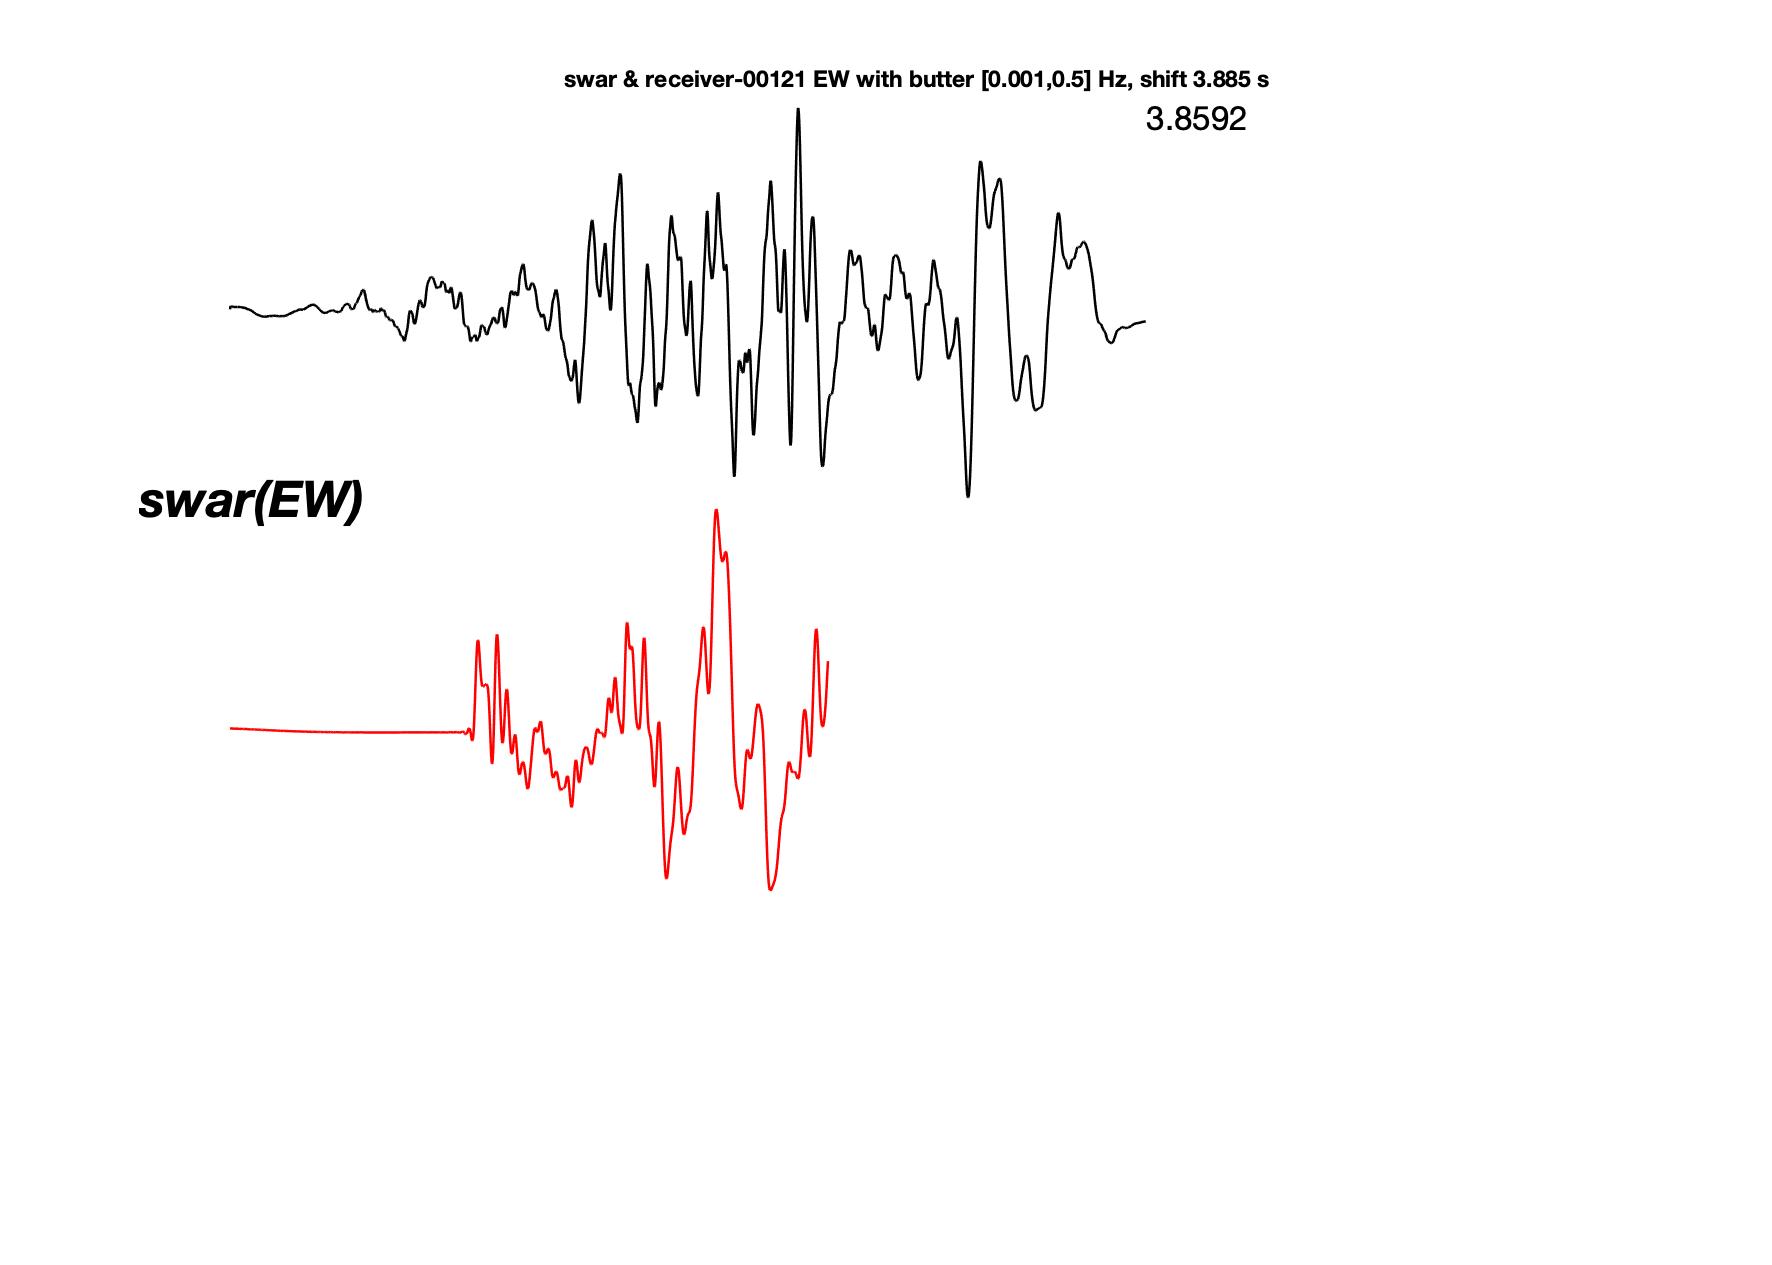 swar & receiver-00121 EW with butter [0.001,0.5] Hz, shift 3.885 s
3.8592
swar(EW)